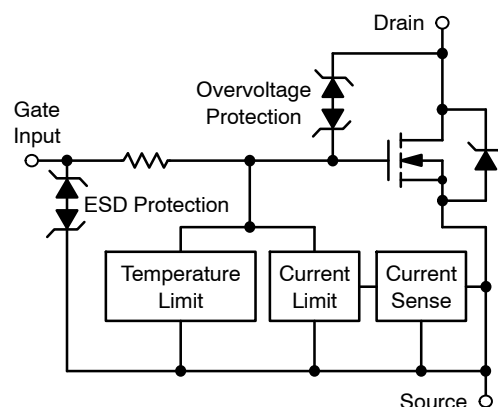 Drain
Overvoltage
Protection
Gate
Input
ESD Protection
Temperature
Limit
Current
Limit
Current
Sense
Source